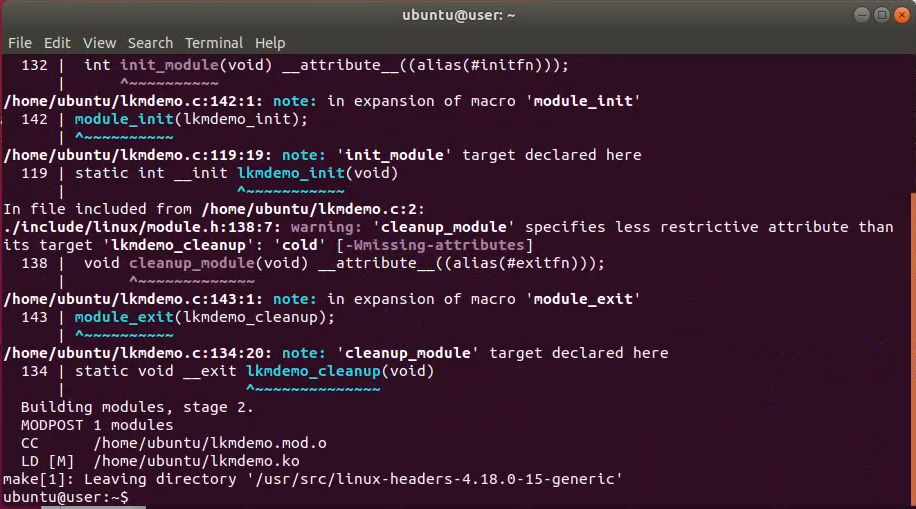 ubuntu@user: ~
File Edit View Search Terminal Help
132 | int init_module(void) __attribute__((alias(#initfn)));
| ^~~~~~~~~~~
/home/ubuntu/lkmdemo.c:142:1: note: in expansion of macro 'module_init'
142 | module_init(lkmdemo_init);
| ^~~~~~~~~~~
/home/ubuntu/lkmdemo.c:119:19: note: 'init_module' target declared here
119 | static int __init lkmdemo_init(void)
| ^~~~~~~~~~~~
In file included from /home/ubuntu/lkmdemo.c:2:
./include/linux/module.h:138:7: warning: 'cleanup_module' specifies less restrictive attribute than
its target 'lkmdemo_cleanup': 'cold' [-Wmissing-attributes]
138 | void cleanup_module(void) __attribute__((alias(#exitfn)));
| ^~~~~~~~~~~~~~
/home/ubuntu/lkmdemo.c:143:1: note: in expansion of macro 'module_exit'
143 | module_exit(lkmdemo_cleanup);
| ^~~~~~~~~~~
/home/ubuntu/lkmdemo.c:134:20: note: 'cleanup_module' target declared here
134 | static void __exit lkmdemo_cleanup(void)
| ^~~~~~~~~~~~~~~
Building modules, stage 2.
MODPOST 1 modules
CC /home/ubuntu/lkmdemo.mod.o
LD [M] /home/ubuntu/lkmdemo.ko
make[1]: Leaving directory '/usr/src/linux-headers-4.18.0-15-generic'
ubuntu@user:~$